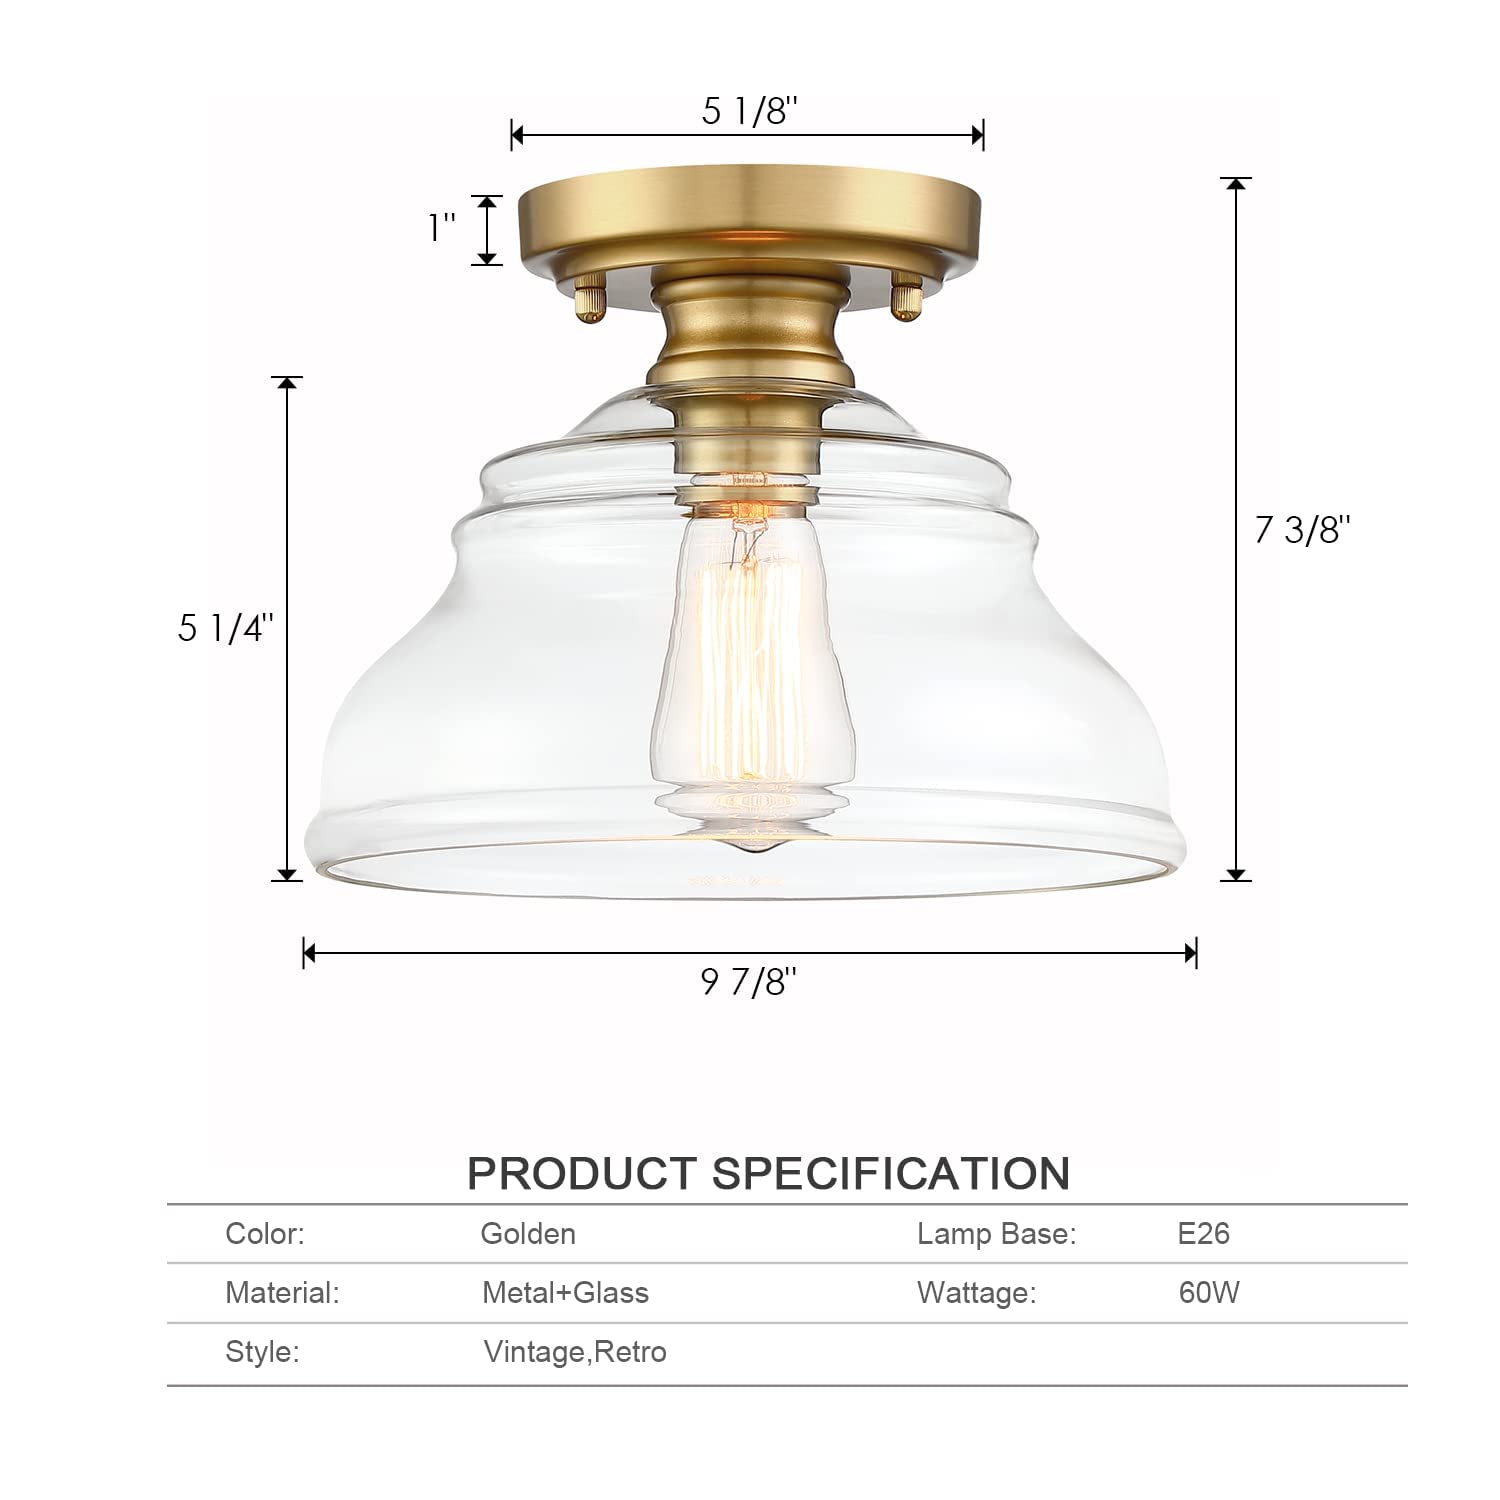 5 1/8"
1"
7 3/8"
5 1/4"
9 7/8"
PRODUCT SPECIFICATION
Color: Golden Lamp Base: E26
Material: Metal+Glass Wattage: 60W
Style: Vintage,Retro